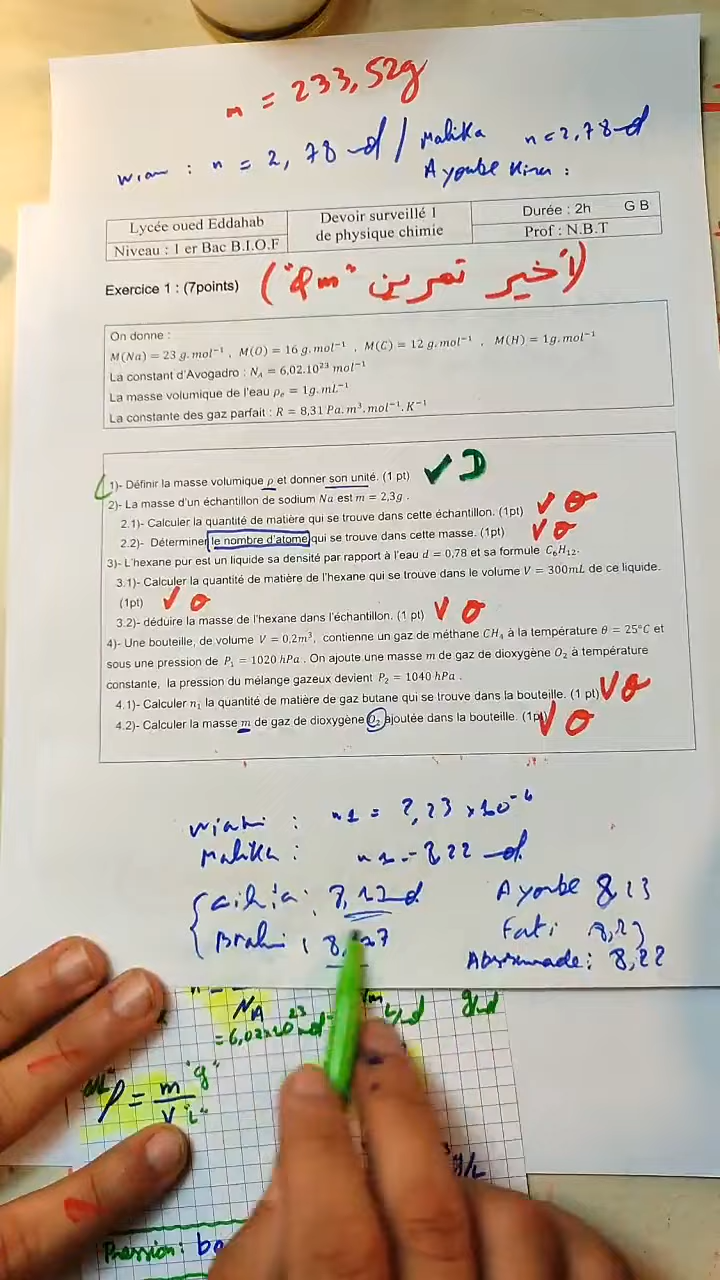 m = 233,52g
Wiam : n = 2,78 mol / Malika n = 2,78 mol
Ayoube
Lycée oued Eddahab
Niveau : 1 er Bac B.I.O.F
Devoir surveillé 1
de physique chimie
Durée : 2h G B
Prof : N.B.T
Exercice 1 : (7points) (لأخير تمرين "Pm")
On donne :
M(Na) = 23 g.mol⁻¹ , M(O) = 16 g.mol⁻¹ , M(C) = 12 g.mol⁻¹ , M(H) = 1g.mol⁻¹
La constant d'Avogadro : N_A = 6,02.10²³ mol⁻¹
La masse volumique de l'eau ρₑ = 1g.mL⁻¹
La constante des gaz parfait : R = 8,31 Pa.m³.mol⁻¹.K⁻¹
1)- Définir la masse volumique ρ et donner son unité. (1 pt)
2)- La masse d'un échantillon de sodium Na est m = 2,3g .
2.1)- Calculer la quantité de matière qui se trouve dans cette échantillon. (1pt)
2.2)- Déterminer le nombre d'atome qui se trouve dans cette masse. (1pt)
3)- L'hexane pur est un liquide sa densité par rapport à l'eau d = 0,78 et sa formule C₆H₁₂.
3.1)- Calculer la quantité de matière de l'hexane qui se trouve dans le volume V = 300mL de ce liquide.
(1pt)
3.2)- déduire la masse de l'hexane dans l'échantillon. (1 pt)
4)- Une bouteille, de volume V = 0,2m³, contienne un gaz de méthane CH₄ à la température θ = 25°C et
sous une pression de P₁ = 1020 hPa . On ajoute une masse m de gaz de dioxygène O₂ à température
constante, la pression du mélange gazeux devient P₂ = 1040 hPa .
4.1)- Calculer n₁ la quantité de matière de gaz butane qui se trouve dans la bouteille. (1 pt)
4.2)- Calculer la masse m de gaz de dioxygène O₂ ajoutée dans la bouteille. (1pt)
Wiam : n1 = 8,23 x 10⁻⁴
Malika : n1 = 8,22 mol
Ayoube 8,23
Fati 8,23
Brahi : 8,227
Abssmade : 8,22
N_A
= 6,02x10²³
ρ = m "g"
V "L"
g/L
Pression: